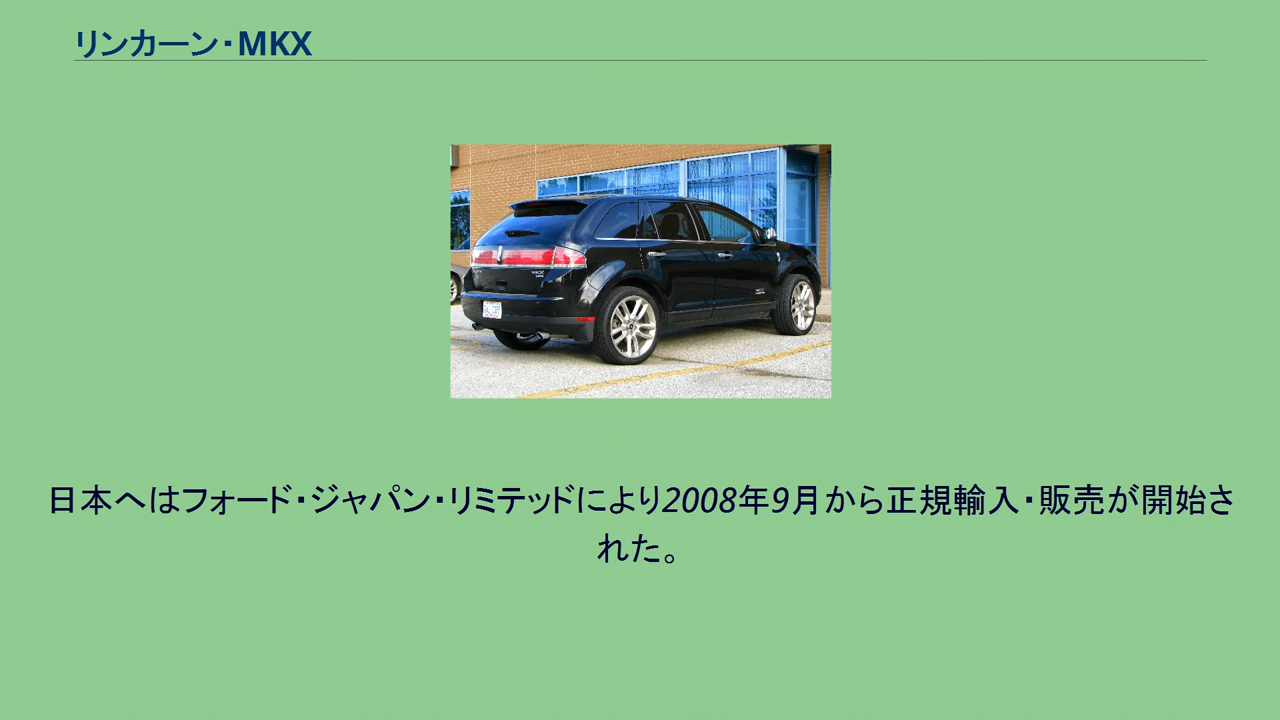 リンカーン・MKX
日本へはフォード・ジャパン・リミテッドにより2008年9月から正規輸入・販売が開始さ
れた。